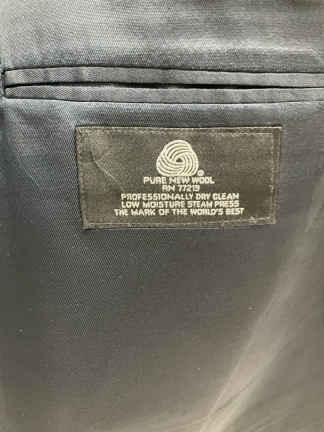 PURE NEW WOOL
RN 77219
PROFESSIONALLY DRY CLEAN
LOW MOISTURE STEAM PRESS
THE MARK OF THE WORLD'S BEST